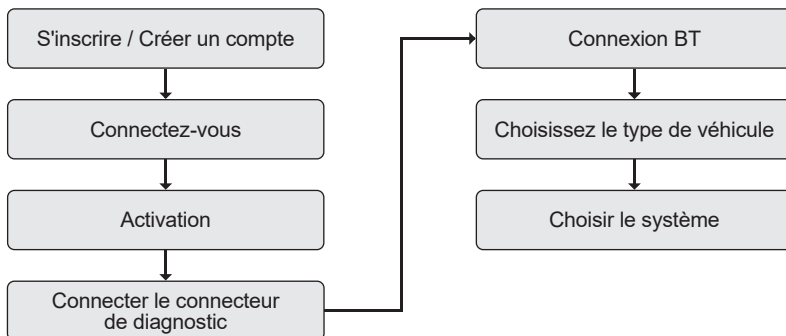 S'inscrire / Créer un compte
Connectez-vous
Activation
Connecter le connecteur
de diagnostic
Connexion BT
Choisissez le type de véhicule
Choisir le système